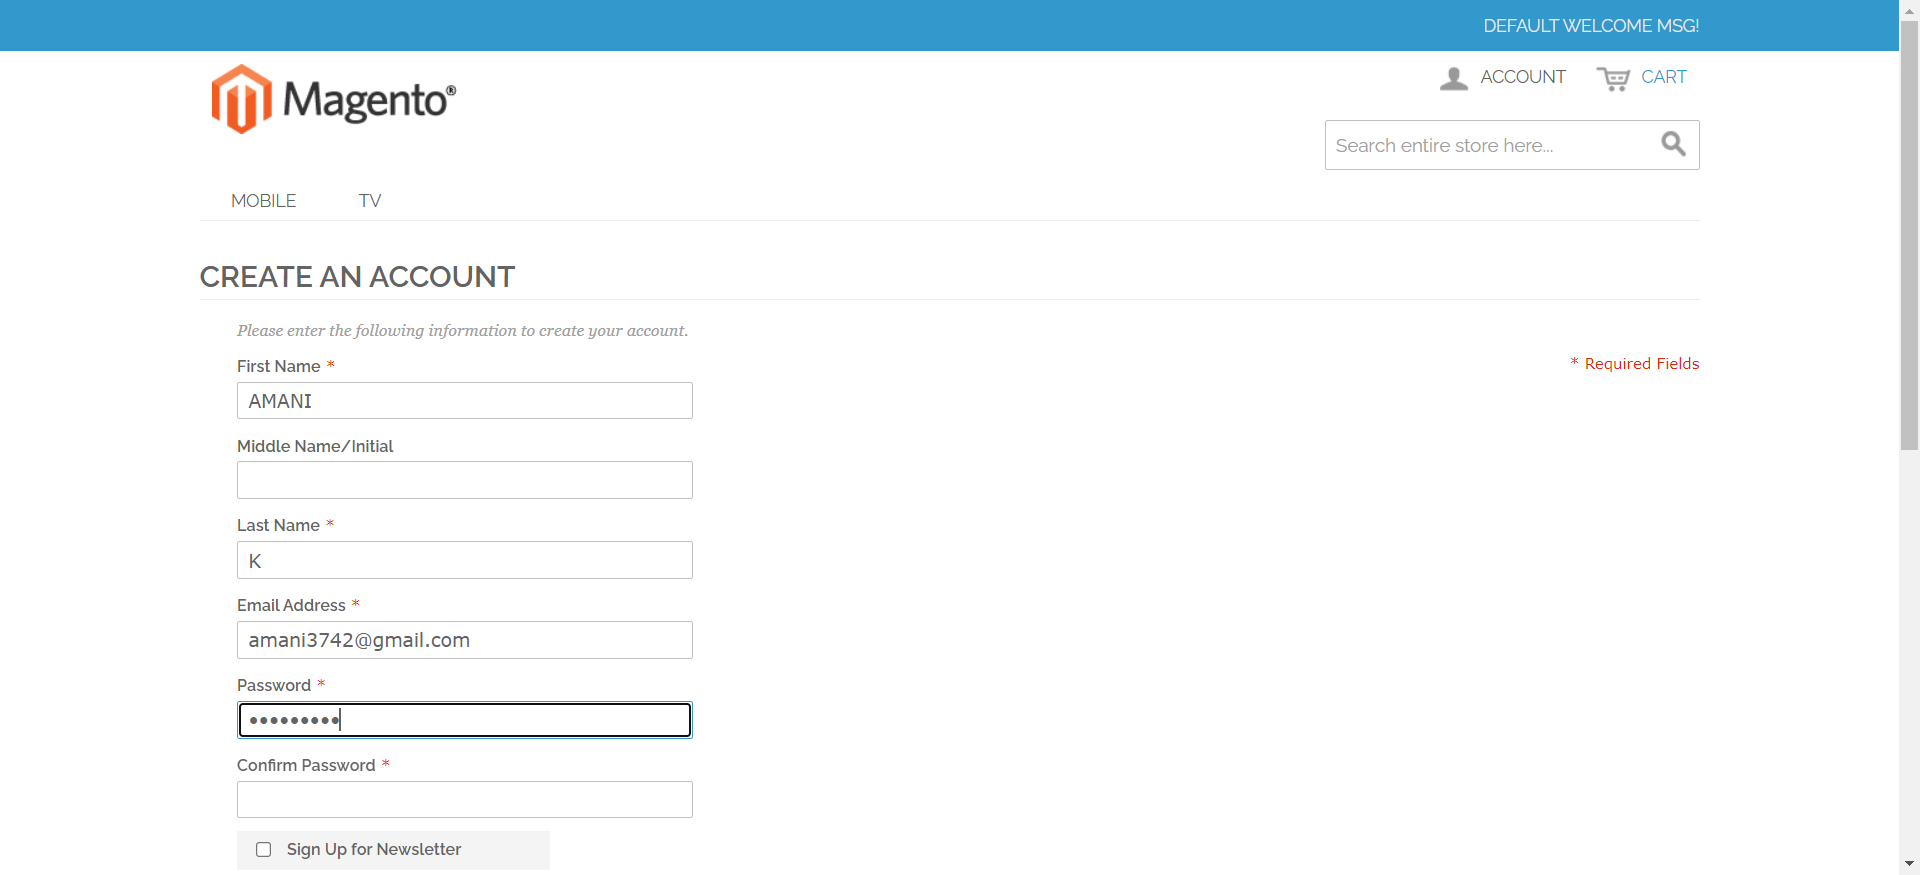 DEFAULT WELCOME MSG!
Magento®
ACCOUNT
CART
Search entire store here...
MOBILE
TV
CREATE AN ACCOUNT
Please enter the following information to create your account.
First Name *
* Required Fields
AMANI
Middle Name/Initial
Last Name *
K
Email Address *
amani3742@gmail.com
Password *
•••••••••
Confirm Password *
Sign Up for Newsletter